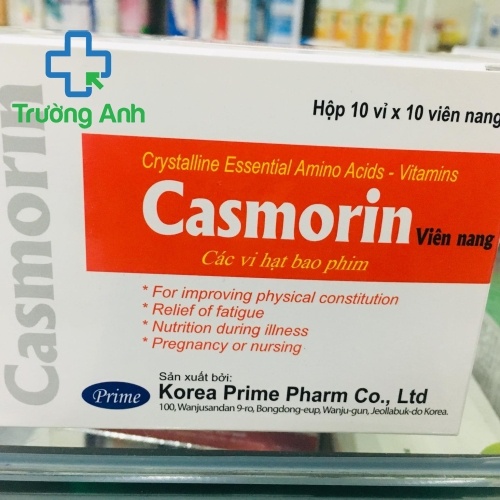 Trường Anh
Casmorin
Hộp 10 vỉ x 10 viên nang
Crystalline Essential Amino Acids - Vitamins
Casmorin Viên nang
Các vi hạt bao phim
* For improving physical constitution
* Relief of fatigue
* Nutrition during illness
* Pregnancy or nursing
Sản xuất bởi:
Prime Korea Prime Pharm Co., Ltd
100, Wanjusandan 9-ro, Bongdong-eup, Wanju-gun, Jeollabuk-do Korea.